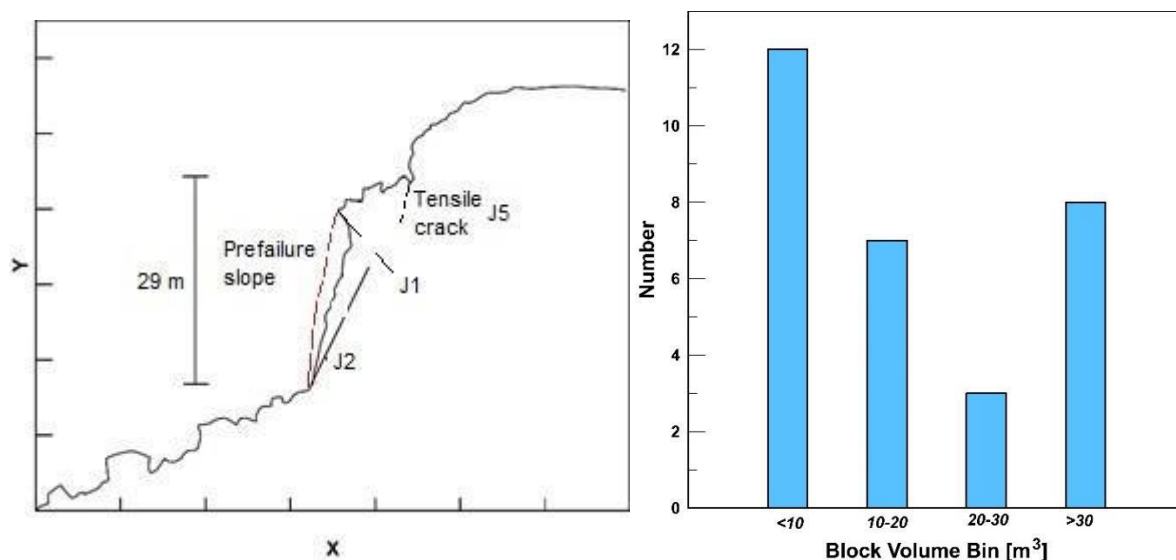 Tensile
crack
J5
Prefailure
slope
29 m
J1
J2
Y
X
12
10
8
6
4
2
0
Number
<10
10-20
20-30
>30
Block Volume Bin [m³]